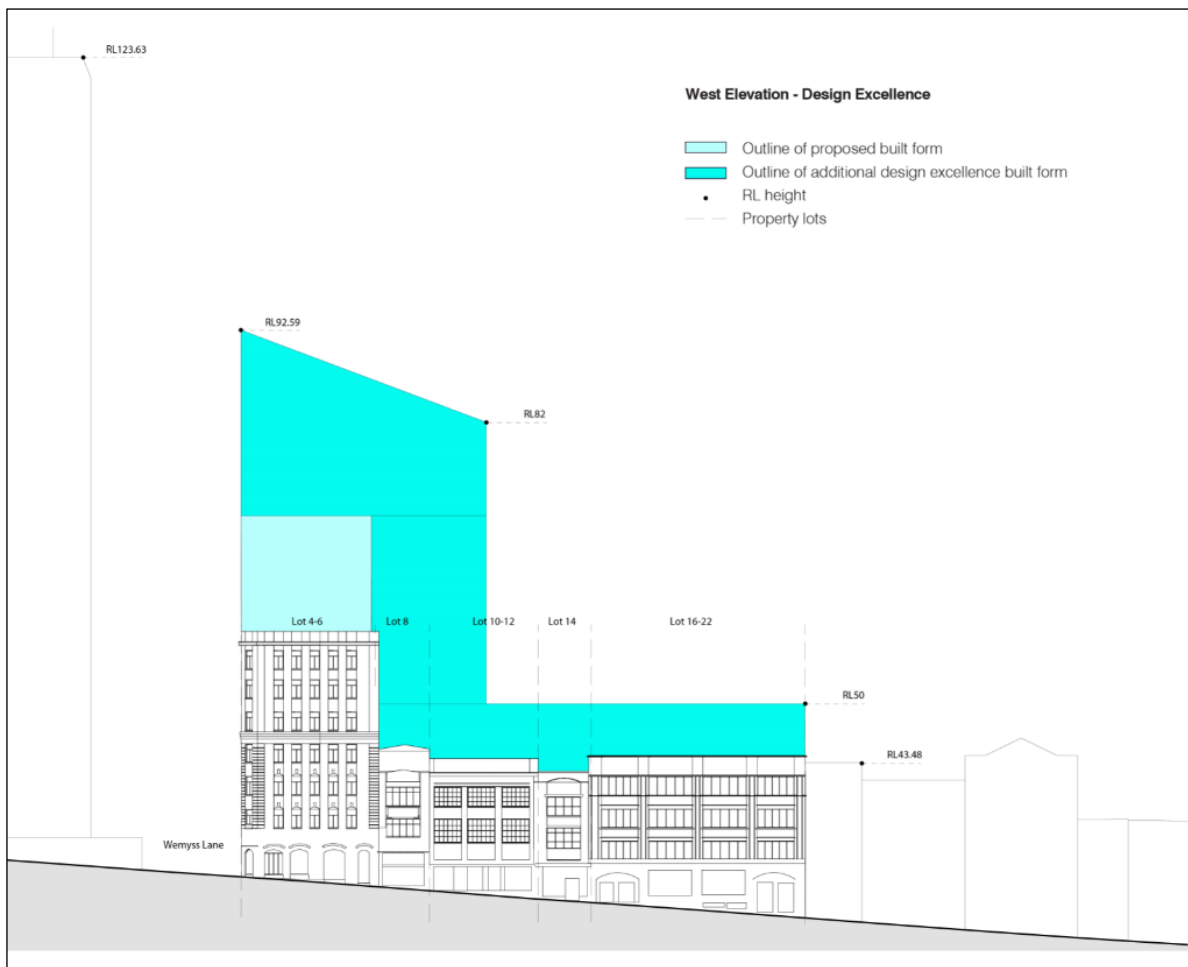 RL123.63
West Elevation - Design Excellence
Outline of proposed built form
Outline of additional design excellence built form
RL height
Property lots
RL92.59
RL82
Lot 4-6
Lot 8
Lot 10-12
Lot 14
Lot 16-22
RL50
RL43.48
Wemyss Lane